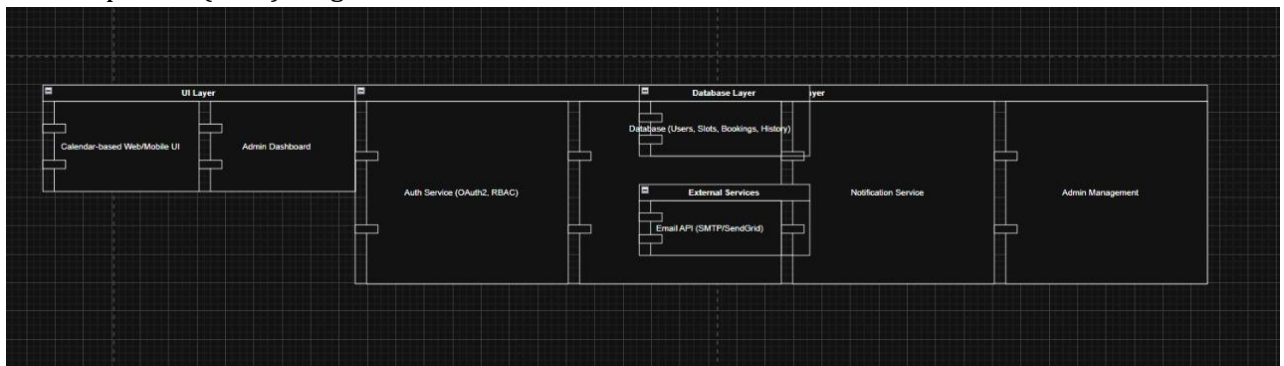 UI Layer
Database Layer
yer
Calendar-based Web/Mobile UI
Admin Dashboard
Database (Users, Slots, Bookings, History)
Auth Service (OAuth2, RBAC)
External Services
Email API (SMTP/SendGrid)
Notification Service
Admin Management